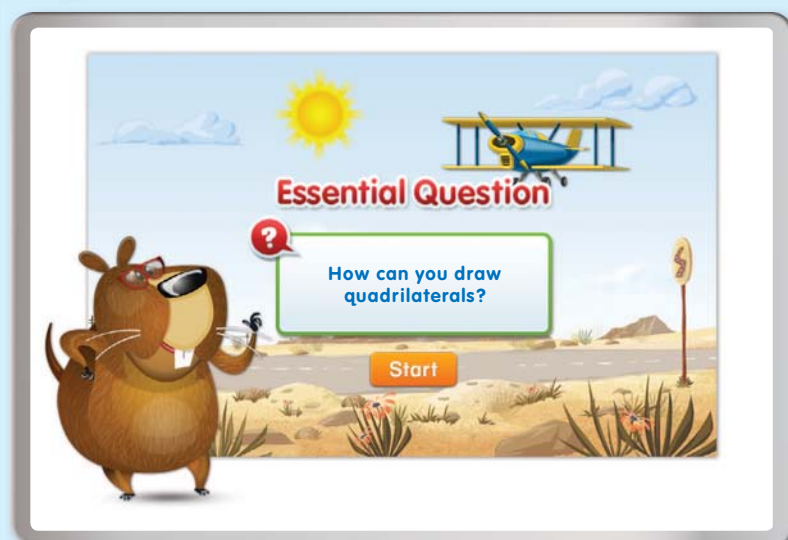 Essential Question
?
How can you draw
quadrilaterals?
Start